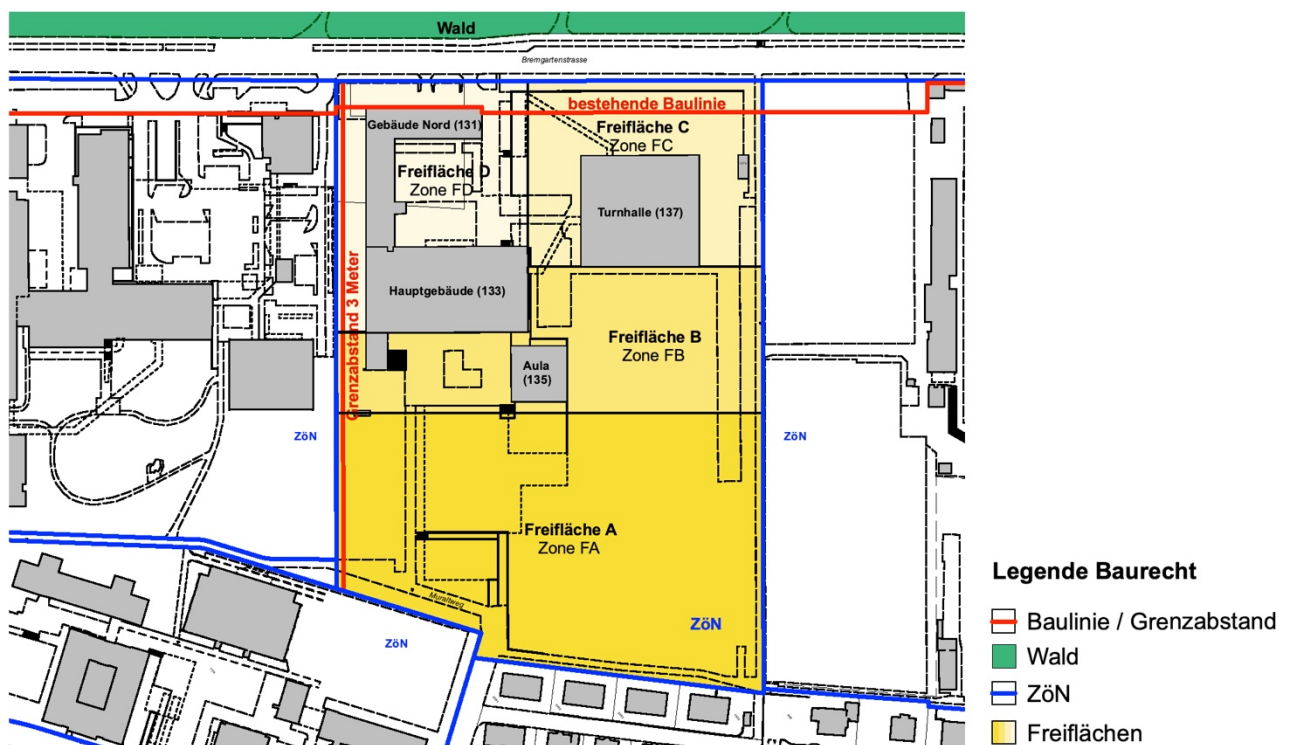 Wald
Bremgartenstrasse
bestehende Baulinie
Gebäude Nord (131)
Freifläche C
Zone FC
Freifläche D
Zone FD
Turnhalle (137)
Grenzabstand 3 Meter
Hauptgebäude (133)
Freifläche B
Zone FB
Aula
(135)
ZöN
ZöN
Freifläche A
Zone FA
Muraltweg
ZöN
ZöN
Legende Baurecht
Baulinie / Grenzabstand
Wald
ZöN
Freiflächen